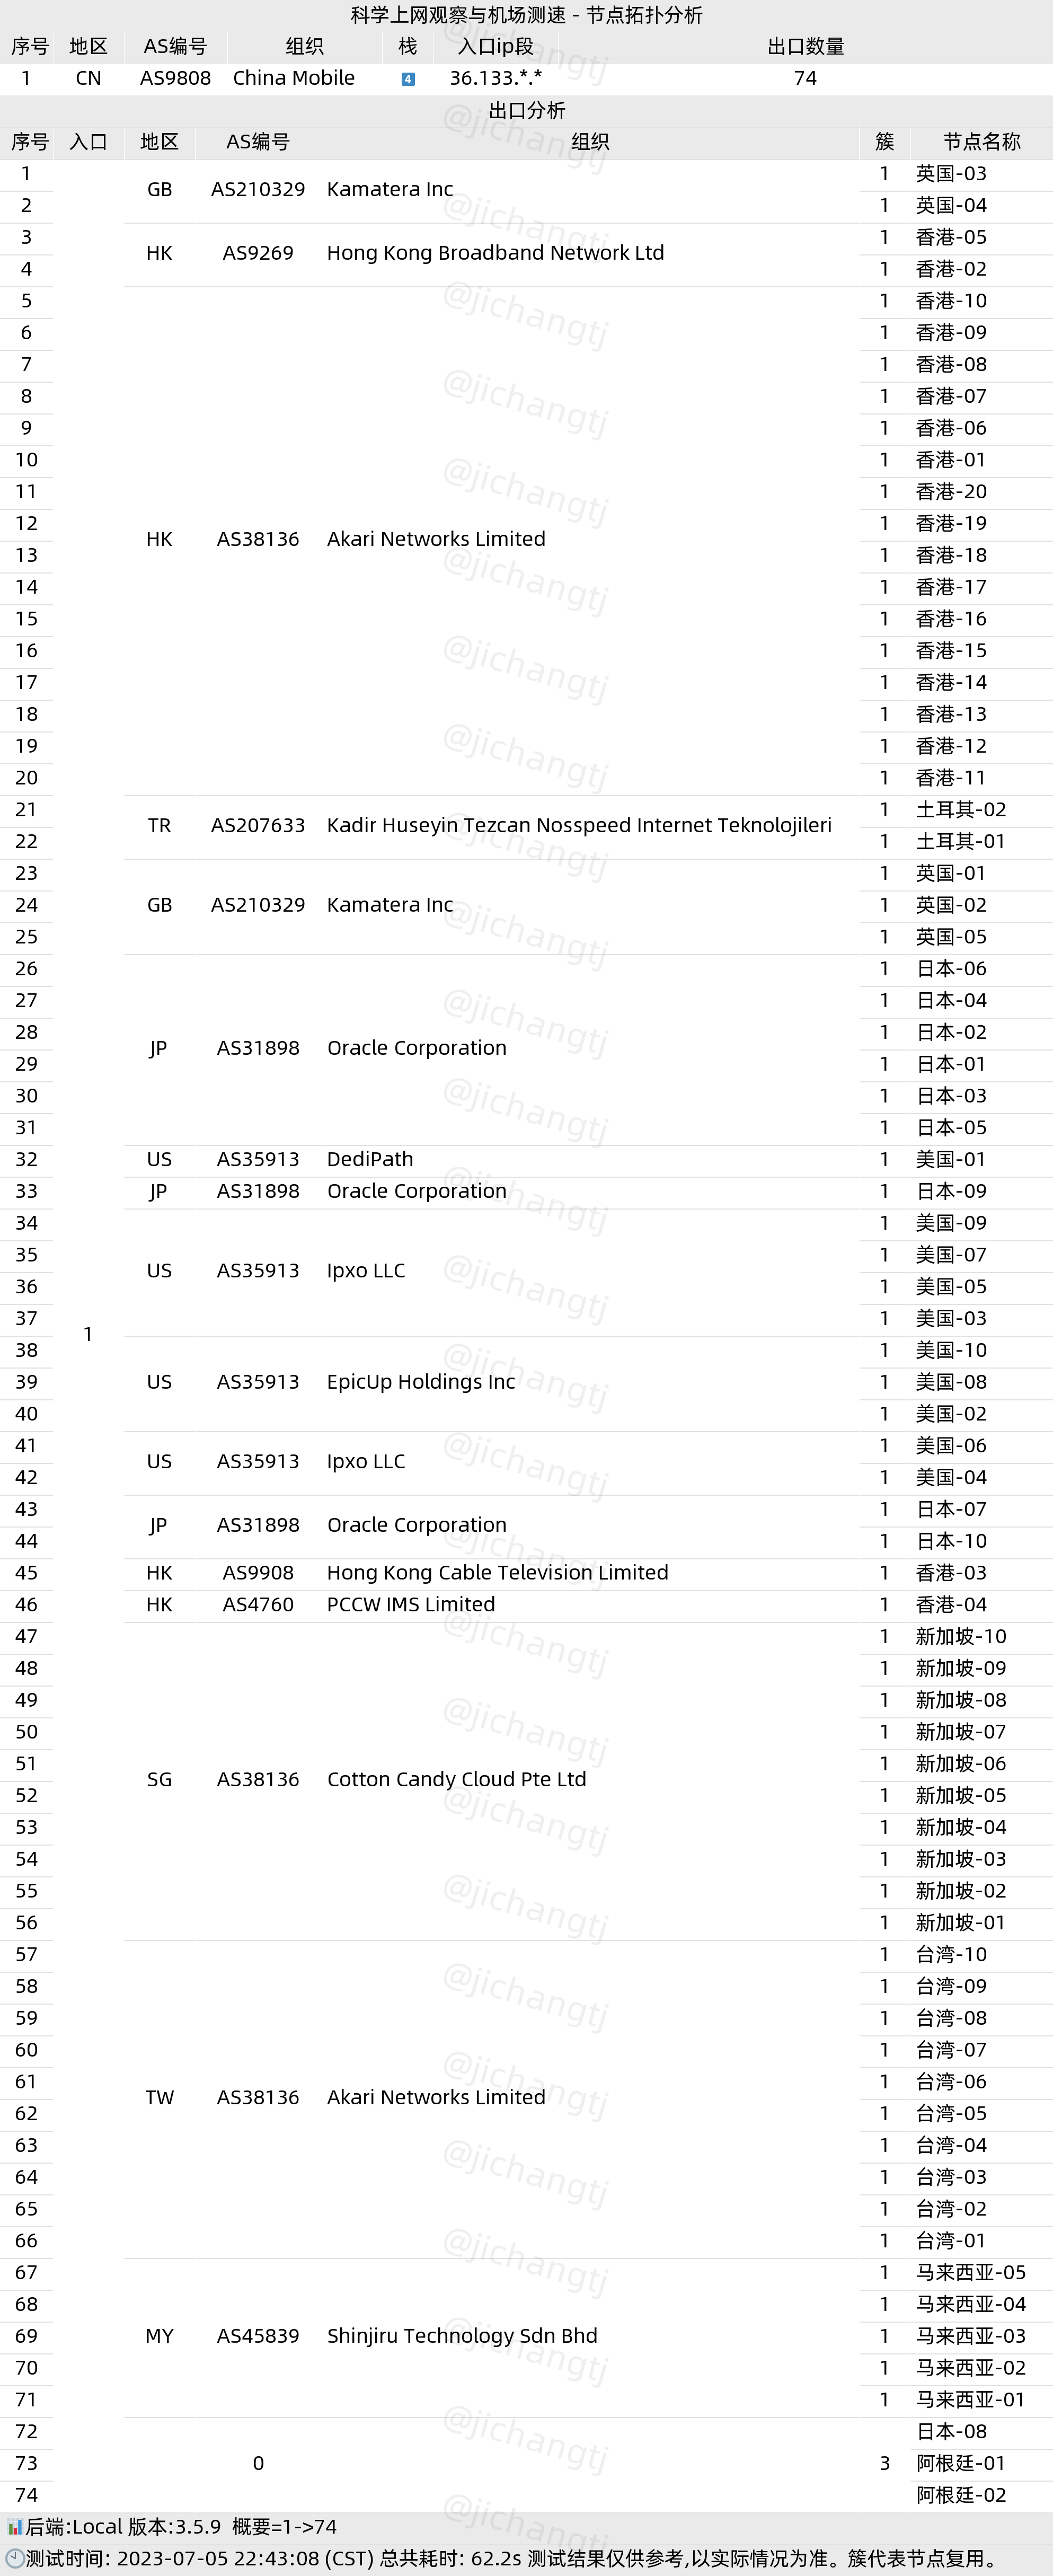 科学上网观察与机场测速 - 节点拓扑分析
序号 地区 AS编号 组织 栈 入口ip段 出口数量
1 CN AS9808 China Mobile 4 36.133.*.* 74
出口分析
序号 入口 地区 AS编号 组织 簇 节点名称
1 GB AS210329 Kamatera Inc 1 英国-03
2 1 英国-04
3 HK AS9269 Hong Kong Broadband Network Ltd 1 香港-05
4 1 香港-02
5 1 香港-10
6 1 香港-09
7 1 香港-08
8 1 香港-07
9 1 香港-06
10 1 香港-01
11 1 香港-20
12 HK AS38136 Akari Networks Limited 1 香港-19
13 1 香港-18
14 1 香港-17
15 1 香港-16
16 1 香港-15
17 1 香港-14
18 1 香港-13
19 1 香港-12
20 1 香港-11
21 TR AS207633 Kadir Huseyin Tezcan Nosspeed Internet Teknolojileri 1 土耳其-02
22 1 土耳其-01
23 1 英国-01
24 GB AS210329 Kamatera Inc 1 英国-02
25 1 英国-05
26 1 日本-06
27 1 日本-04
28 JP AS31898 Oracle Corporation 1 日本-02
29 1 日本-01
30 1 日本-03
31 1 日本-05
32 US AS35913 DediPath 1 美国-01
33 JP AS31898 Oracle Corporation 1 日本-09
34 1 美国-09
35 US AS35913 Ipxo LLC 1 美国-07
36 1 美国-05
37 1 1 美国-03
38 1 美国-10
39 US AS35913 EpicUp Holdings Inc 1 美国-08
40 1 美国-02
41 US AS35913 Ipxo LLC 1 美国-06
42 1 美国-04
43 JP AS31898 Oracle Corporation 1 日本-07
44 1 日本-10
45 HK AS9908 Hong Kong Cable Television Limited 1 香港-03
46 HK AS4760 PCCW IMS Limited 1 香港-04
47 1 新加坡-10
48 1 新加坡-09
49 1 新加坡-08
50 1 新加坡-07
51 SG AS38136 Cotton Candy Cloud Pte Ltd 1 新加坡-06
52 1 新加坡-05
53 1 新加坡-04
54 1 新加坡-03
55 1 新加坡-02
56 1 新加坡-01
57 1 台湾-10
58 1 台湾-09
59 1 台湾-08
60 1 台湾-07
61 TW AS38136 Akari Networks Limited 1 台湾-06
62 1 台湾-05
63 1 台湾-04
64 1 台湾-03
65 1 台湾-02
66 1 台湾-01
67 1 马来西亚-05
68 1 马来西亚-04
69 MY AS45839 Shinjiru Technology Sdn Bhd 1 马来西亚-03
70 1 马来西亚-02
71 1 马来西亚-01
72 日本-08
73 0 3 阿根廷-01
74 阿根廷-02
后端:Local 版本:3.5.9 概要=1->74
测试时间: 2023-07-05 22:43:08 (CST) 总共耗时: 62.2s 测试结果仅供参考,以实际情况为准。簇代表节点复用。
@jichangtj